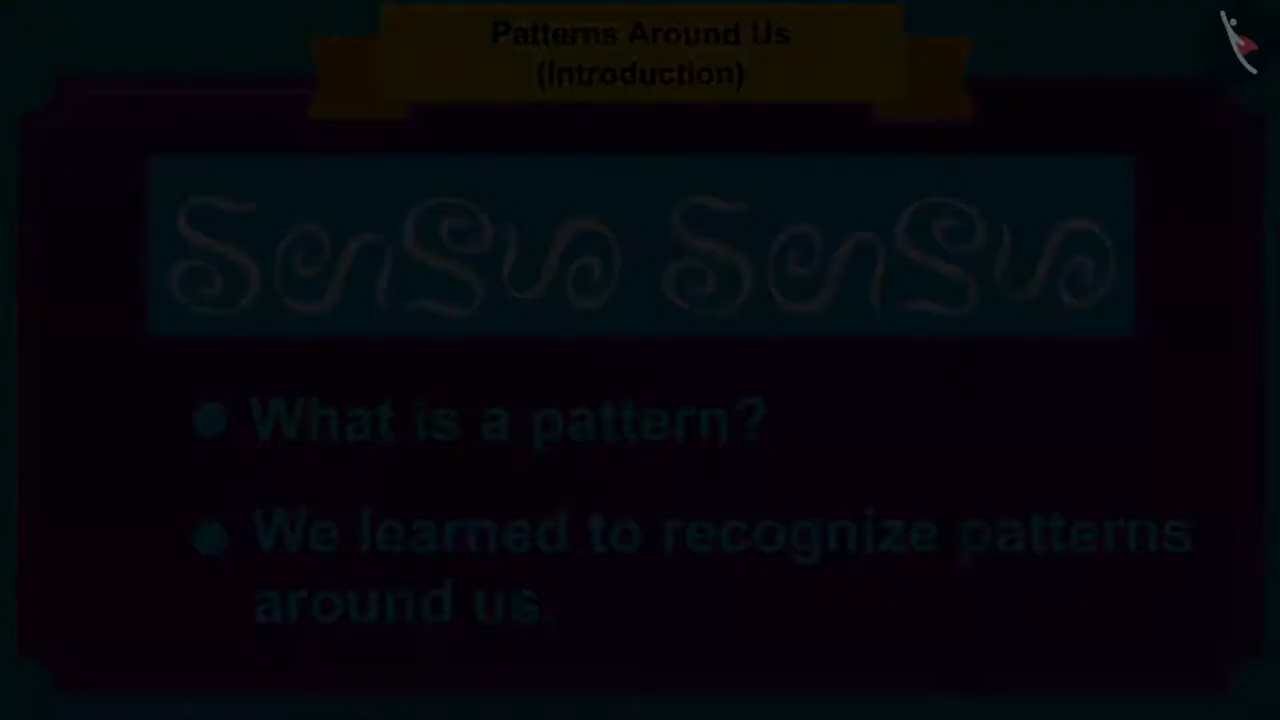 Patterns Around Us
(Introduction)
What is a pattern?
We learned to recognize patterns
around us.